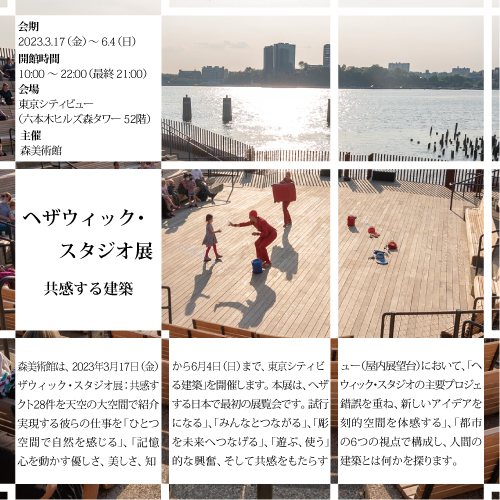 会期
2023.3.17（金）～ 6.4（日）
開館時間
10:00 ～ 22:00（最終 21:00）
会場
東京シティビュー
（六本木ヒルズ森タワー 52階）
主催
森美術館
ヘザウィック・
スタジオ展
共感する建築
森美術館は、2023年3月17日（金）から6月4日（日）まで、東京シティビュー（屋内展望台）において、「ヘ
ザウィック・スタジオ展：共感する建築」を開催します。本展は、ヘザウィック・スタジオの主要プロジェ
クト28件を天空の大空間で紹介する日本で最初の展覧会です。試行錯誤を重ね、新しいアイデアを
実現する彼らの仕事を「ひとつになる」、「みんなとつながる」、「彫刻的空間を体感する」、「都市
空間で自然を感じる」、「記憶を未来へつなげる」、「遊ぶ、使う」の6つの視点で構成し、人間の
心を動かす優しさ、美しさ、知的な興奮、そして共感をもたらす建築とは何かを探ります。